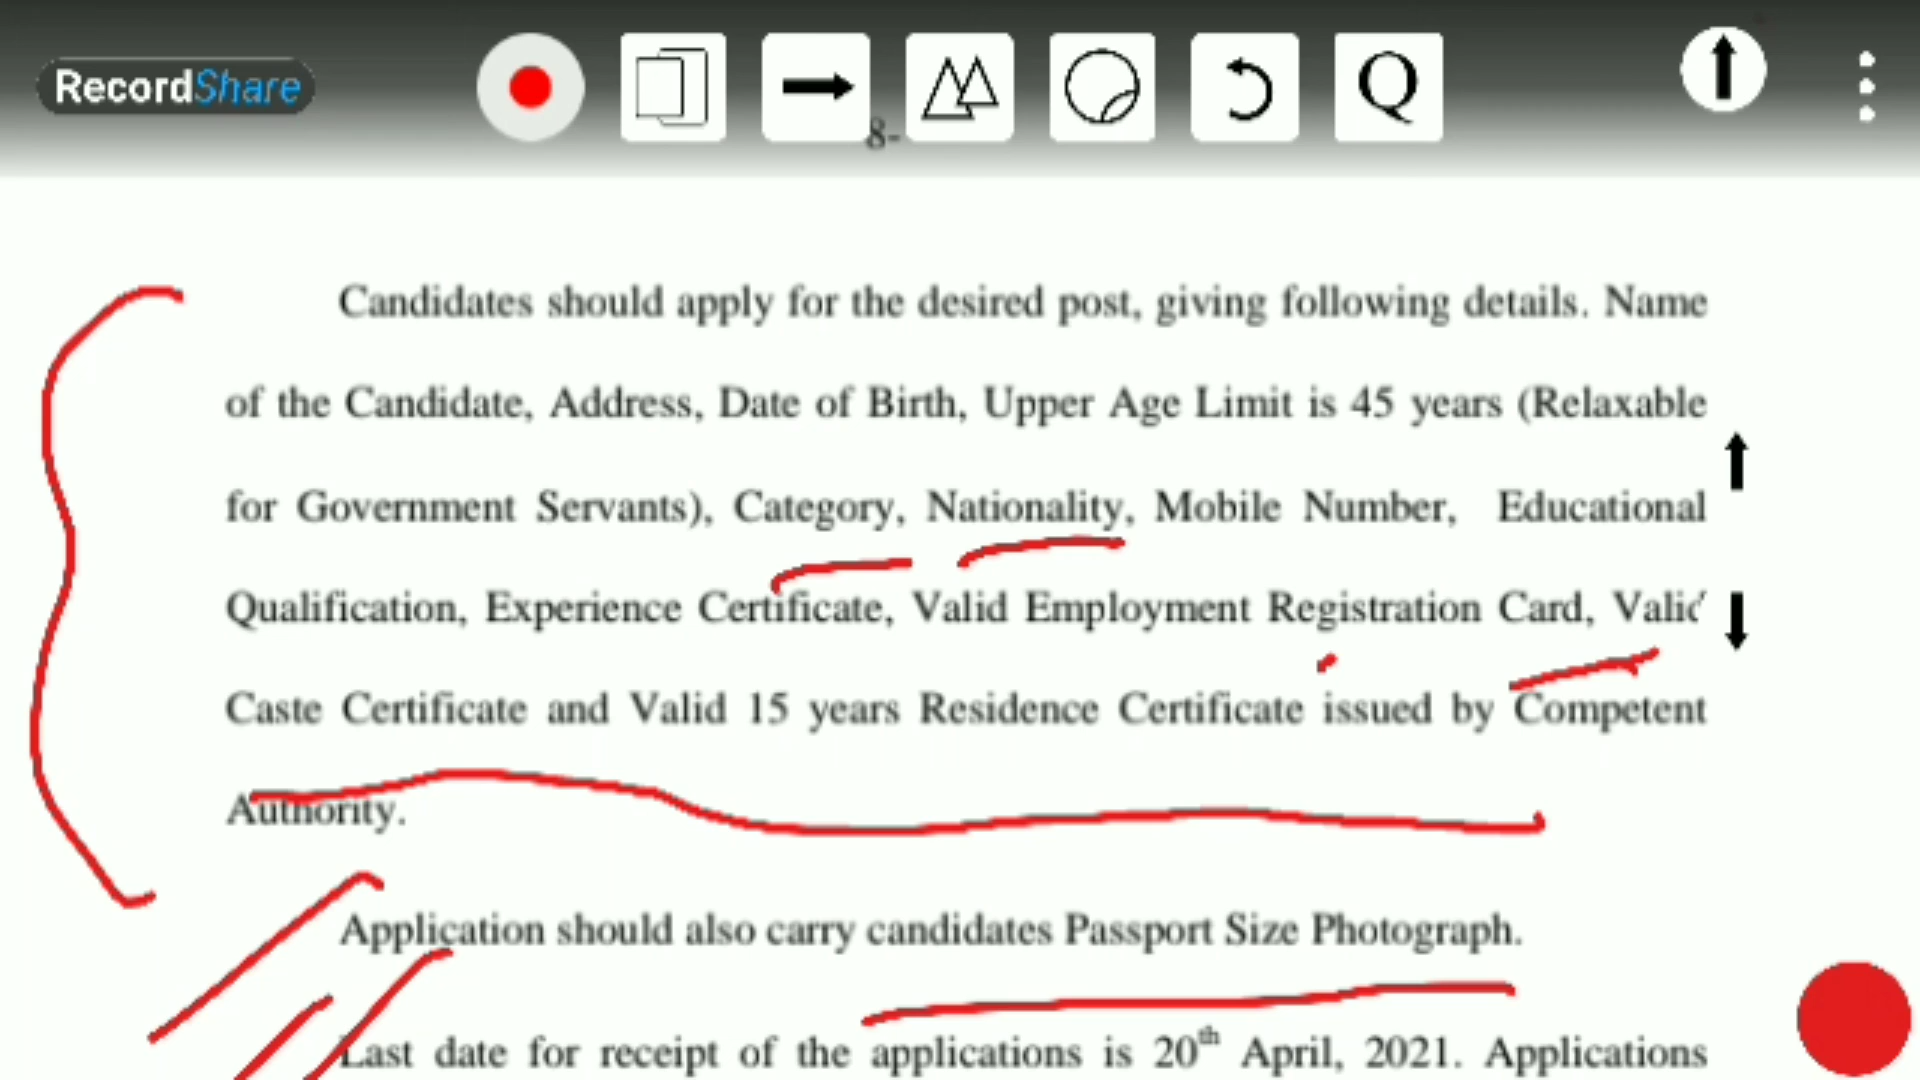 RecordShare
Q
8-
Candidates should apply for the desired post, giving following details. Name
of the Candidate, Address, Date of Birth, Upper Age Limit is 45 years (Relaxable
for Government Servants), Category, Nationality, Mobile Number, Educational
Qualification, Experience Certificate, Valid Employment Registration Card, Valid
Caste Certificate and Valid 15 years Residence Certificate issued by Competent
Authority.
Application should also carry candidates Passport Size Photograph.
Last date for receipt of the applications is 20th April, 2021. Applications